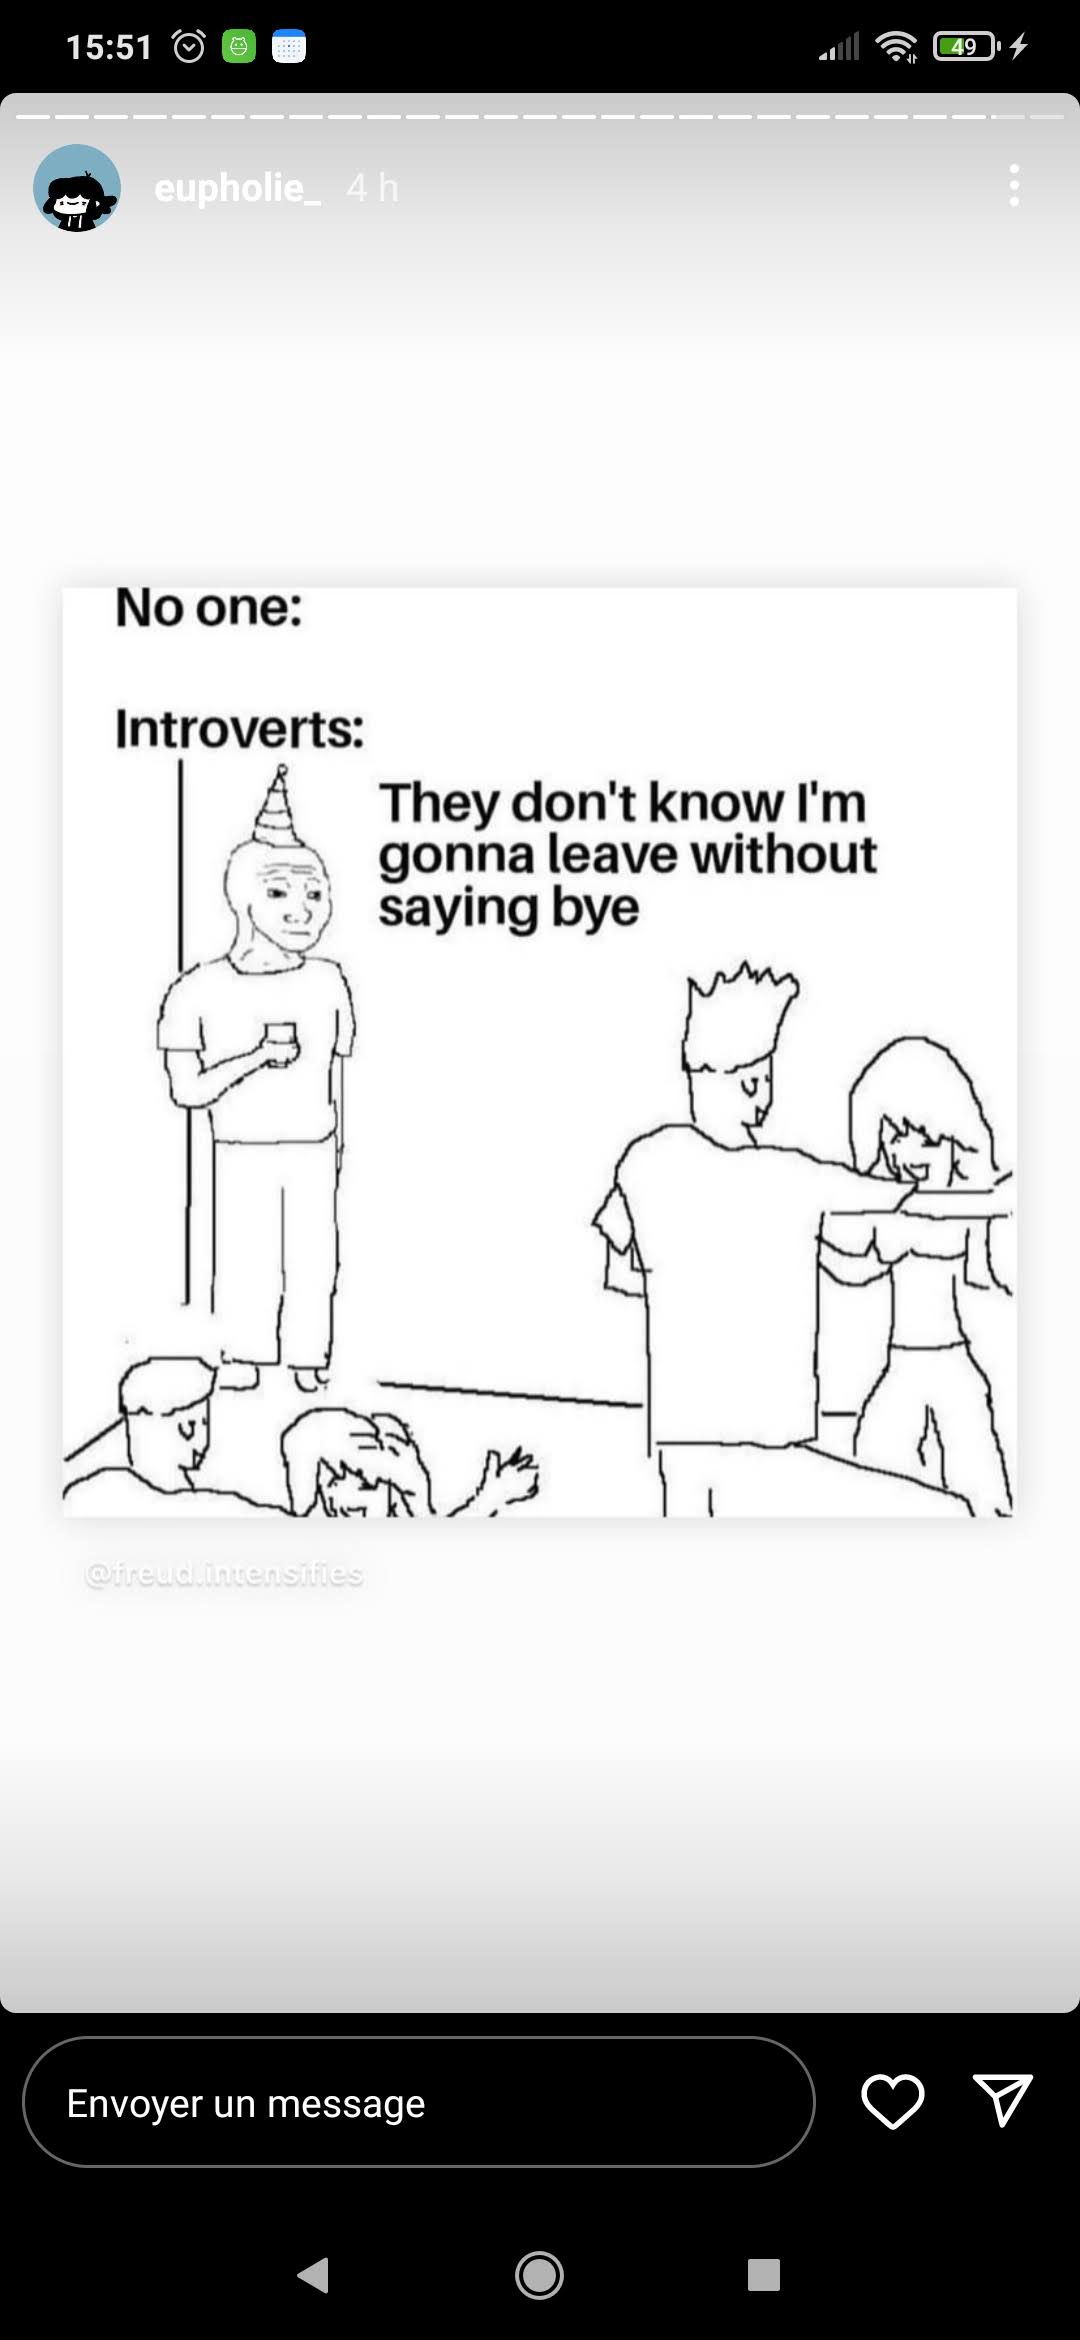 15:51
49
eupholie_ 4 h
No one:
Introverts:
They don't know I'm
gonna leave without
saying bye
@freud.intensifies
Envoyer un message